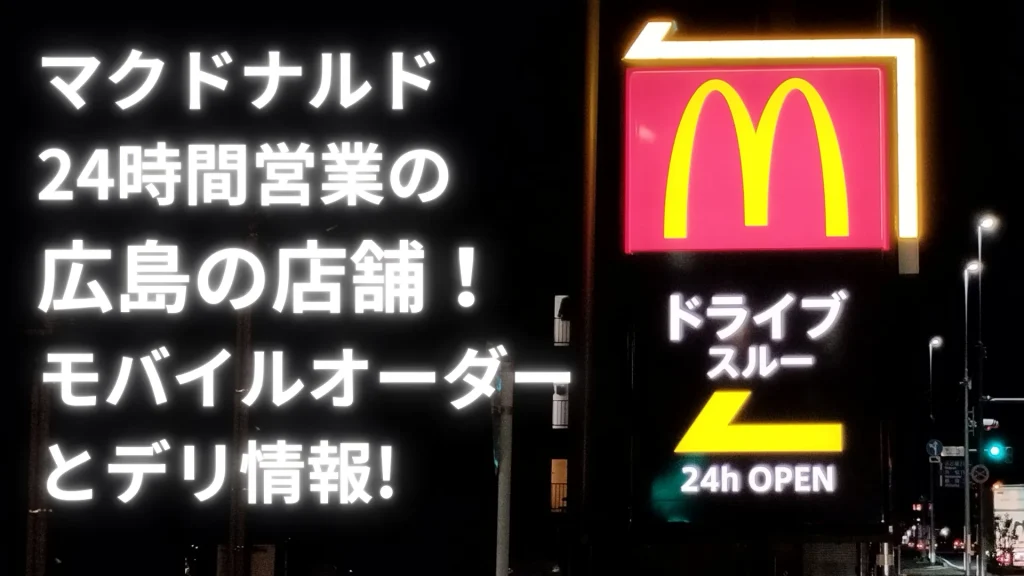 マクドナルド
24時間営業の
広島の店舗！
モバイルオーダー
とデリ情報!
ドライブ
スルー
24h OPEN